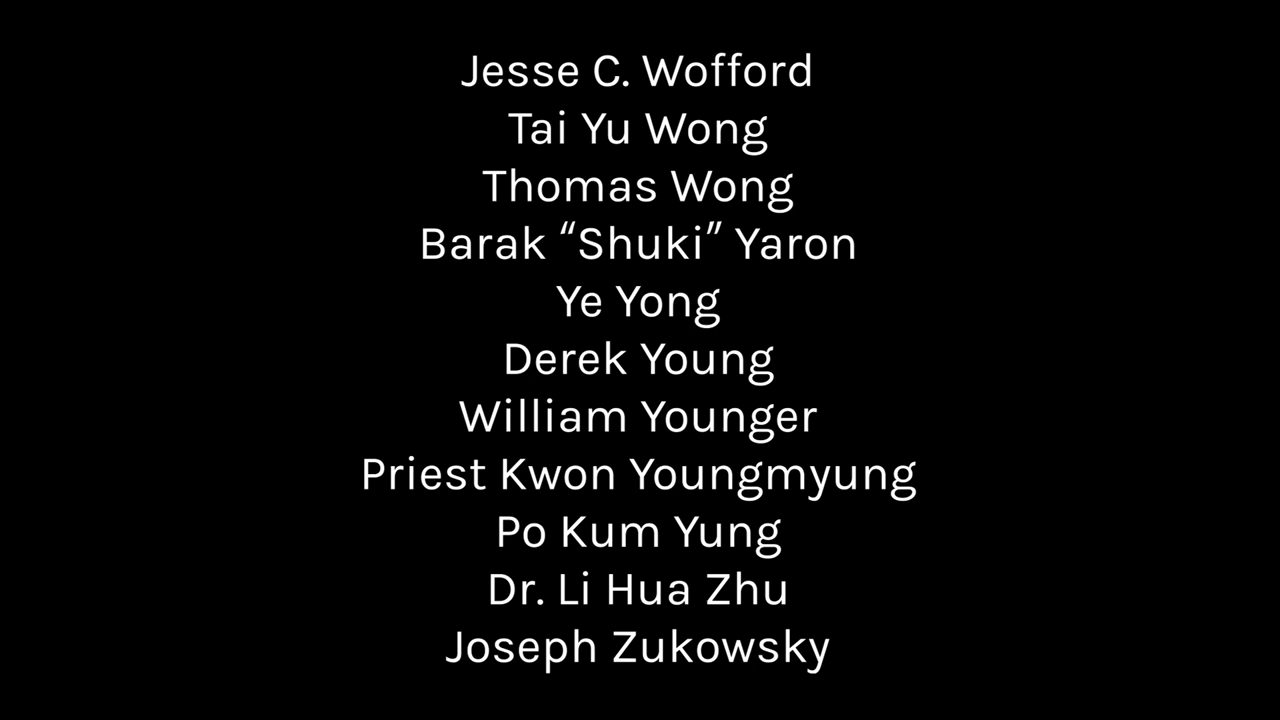 Jesse C. Wofford
Tai Yu Wong
Thomas Wong
Barak “Shuki” Yaron
Ye Yong
Derek Young
William Younger
Priest Kwon Youngmyung
Po Kum Yung
Dr. Li Hua Zhu
Joseph Zukowsky